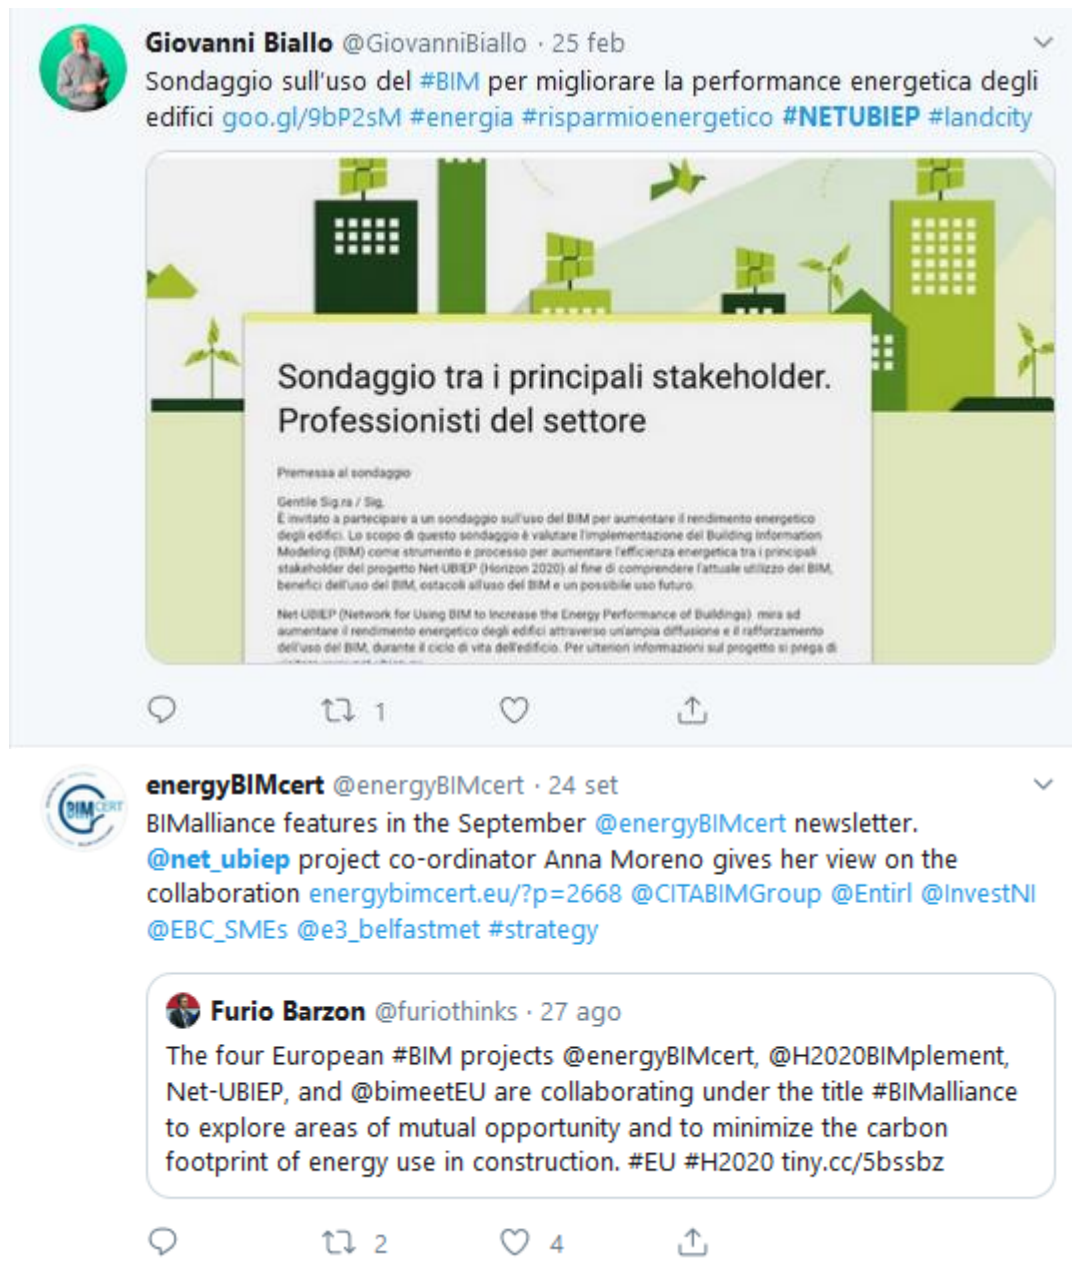 Giovanni Biallo @GiovanniBiallo · 25 feb
Sondaggio sull'uso del #BIM per migliorare la performance energetica degli
edifici goo.gl/9bP2sM #energia #risparmioenergetico #NETUBIEP #landcity
Sondaggio tra i principali stakeholder.
Professionisti del settore
Premessa al sondaggio
Gentile Sig.ra / Sig.
È invitato a partecipare a un sondaggio sull'uso del BIM per aumentare il rendimento energetico
degli edifici. Lo scopo di questo sondaggio è valutare l'implementazione del Building Information
Modeling (BIM) come strumento e processo per aumentare l'efficienza energetica tra i principali
stakeholder del progetto Net-UBIEP (Horizon 2020) al fine di comprendere l'attuale utilizzo del BIM,
benefici dell'uso del BIM, ostacoli all'uso del BIM e un possibile uso futuro.
Net-UBIEP (Network for Using BIM to Increase the Energy Performance of Buildings) mira ad
aumentare il rendimento energetico degli edifici attraverso un'ampia diffusione e il rafforzamento
dell'uso del BIM, durante il ciclo di vita dell'edificio. Per ulteriori informazioni sul progetto si prega di
1
BIMCERT
energyBIMcert @energyBIMcert · 24 set
BIMalliance features in the September @energyBIMcert newsletter.
@net_ubiep project co-ordinator Anna Moreno gives her view on the
collaboration energybimcert.eu/?p=2668 @CITABIMGroup @Entirl @InvestNI
@EBC_SMEs @e3_belfastmet #strategy
Furio Barzon @furiothinks · 27 ago
The four European #BIM projects @energyBIMcert, @H2020BIMplement,
Net-UBIEP, and @bimeetEU are collaborating under the title #BIMalliance
to explore areas of mutual opportunity and to minimize the carbon
footprint of energy use in construction. #EU #H2020 tiny.cc/5bssbz
2 4